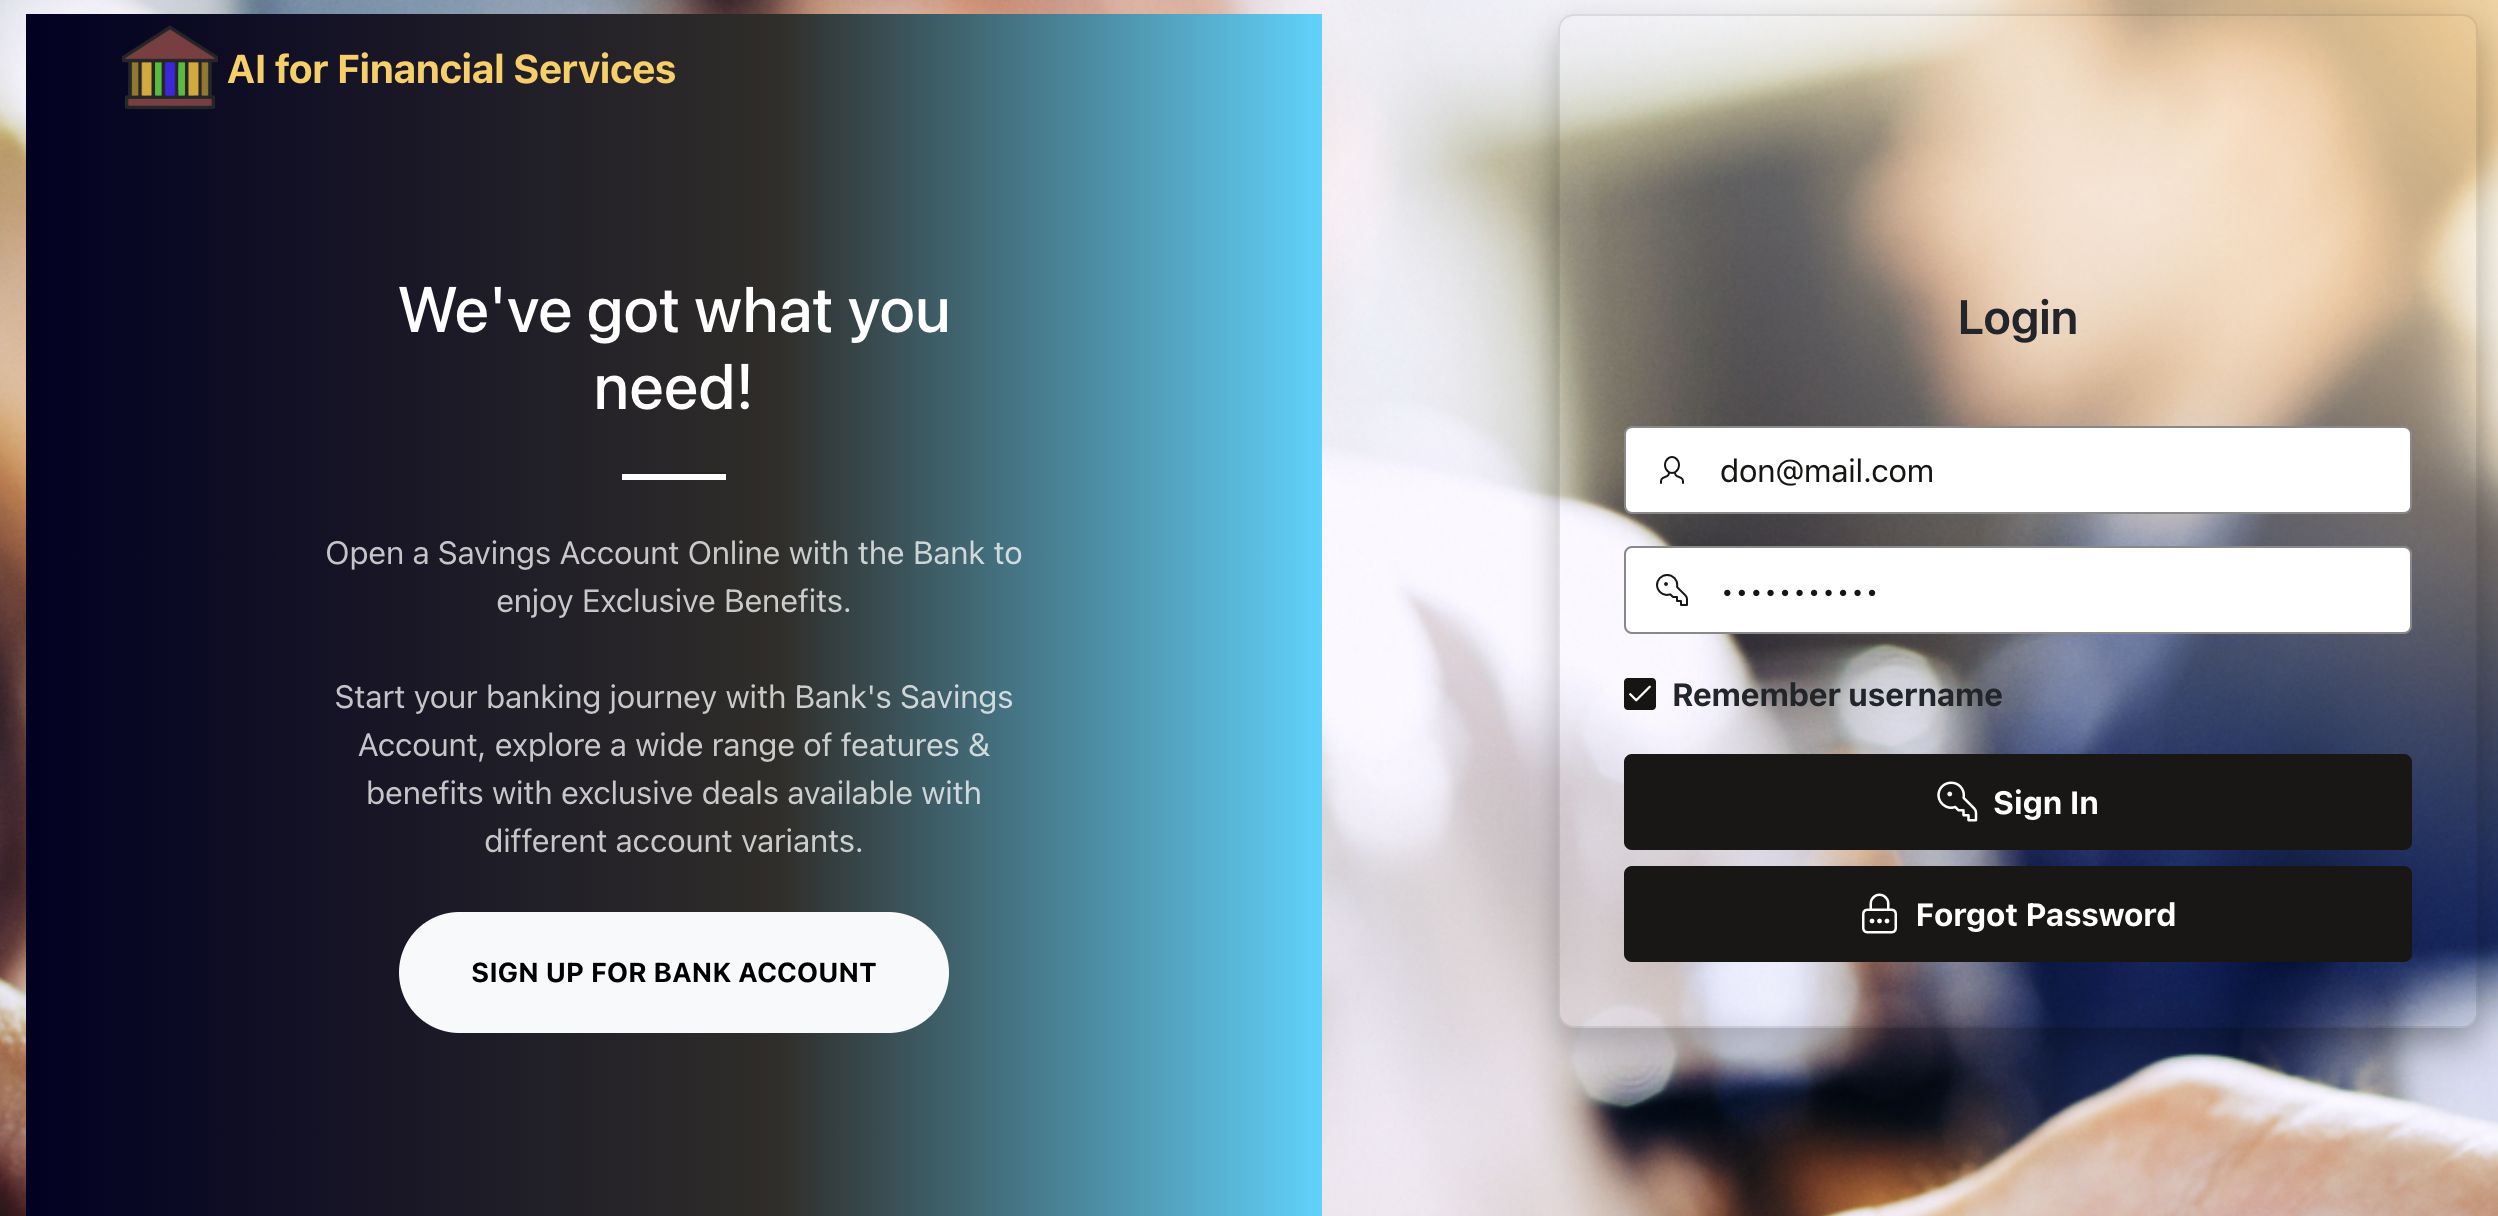 AI for Financial Services
We've got what you
need!
Open a Savings Account Online with the Bank to
enjoy Exclusive Benefits.
Start your banking journey with Bank's Savings
Account, explore a wide range of features &
benefits with exclusive deals available with
different account variants.
SIGN UP FOR BANK ACCOUNT
Login
don@mail.com
•••••••••••
Remember username
Sign In
Forgot Password